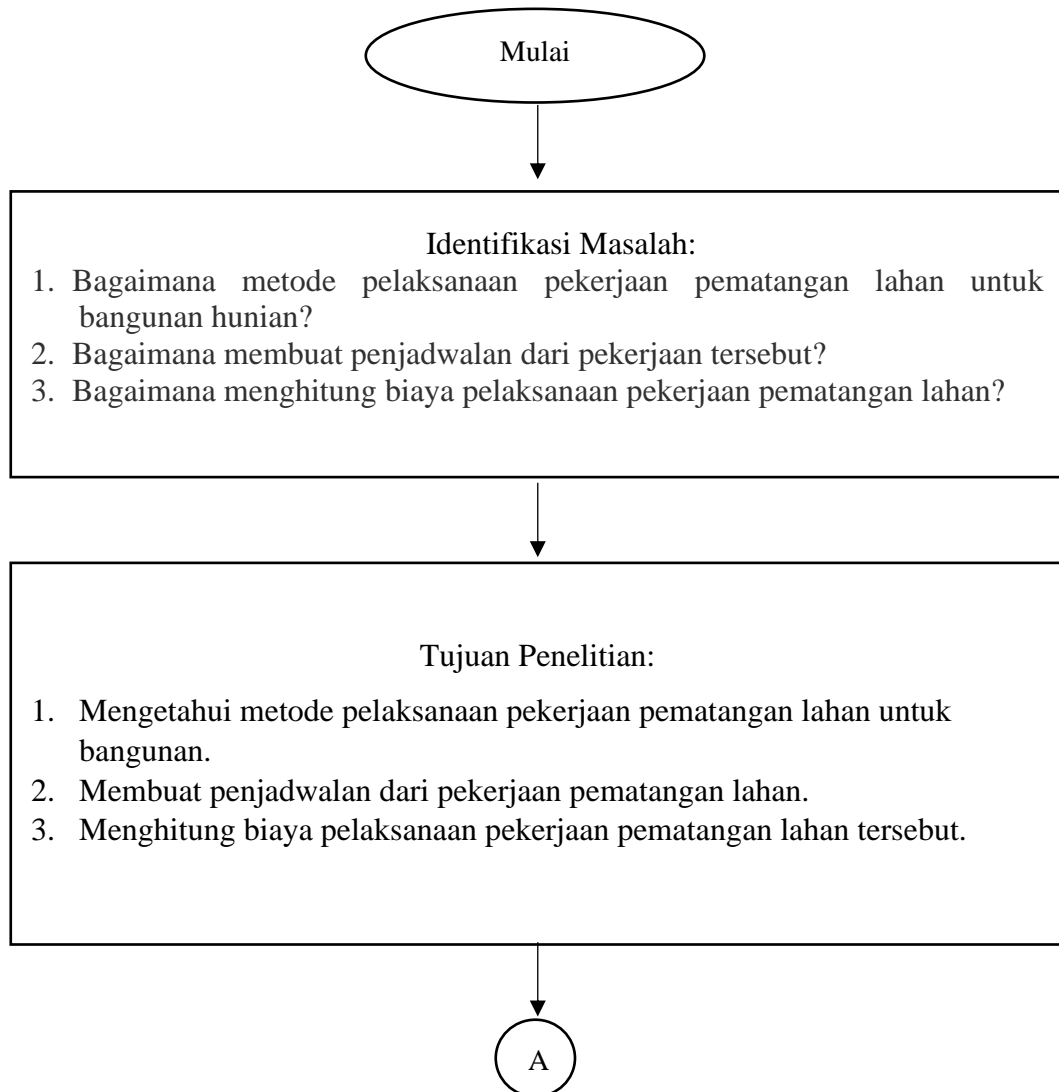 Mulai
Identifikasi Masalah:
1. Bagaimana metode pelaksanaan pekerjaan pematangan lahan untuk
bangunan hunian?
2. Bagaimana membuat penjadwalan dari pekerjaan tersebut?
3. Bagaimana menghitung biaya pelaksanaan pekerjaan pematangan lahan?
Tujuan Penelitian:
1. Mengetahui metode pelaksanaan pekerjaan pematangan lahan untuk
bangunan.
2. Membuat penjadwalan dari pekerjaan pematangan lahan.
3. Menghitung biaya pelaksanaan pekerjaan pematangan lahan tersebut.
A